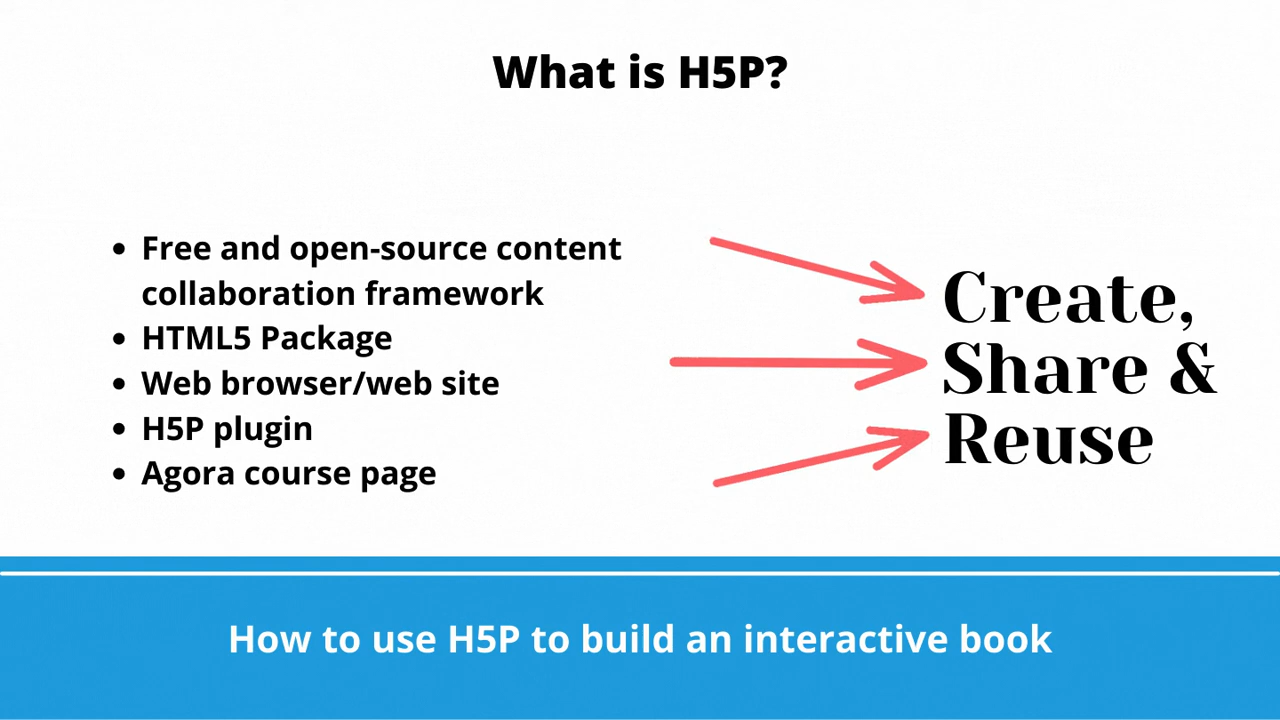 What is H5P?
• Free and open-source content
collaboration framework
• HTML5 Package
• Web browser/web site
• H5P plugin
• Agora course page
Create,
Share &
Reuse
How to use H5P to build an interactive book